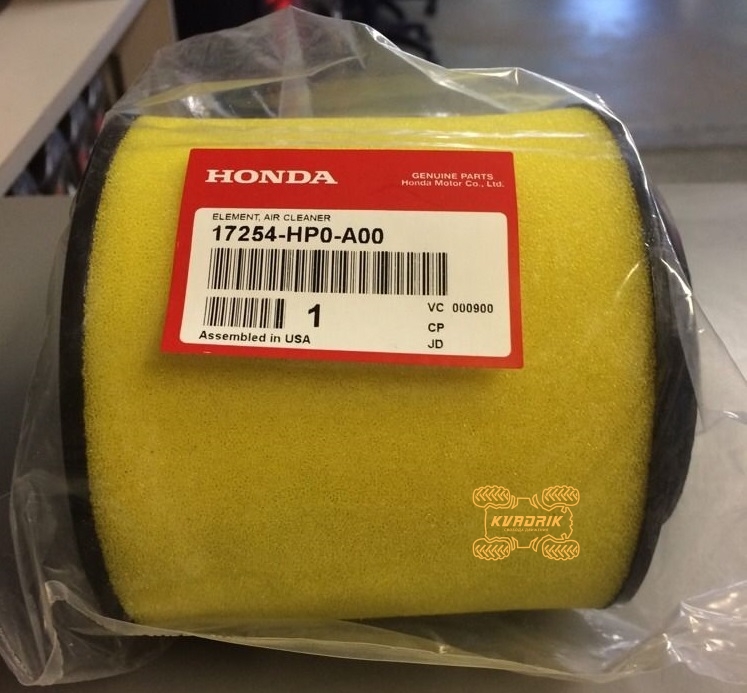 HONDA
GENUINE PARTS
Honda Motor Co., Ltd.
ELEMENT, AIR CLEANER
17254-HP0-A00
1
VC 000900
CP
Assembled in USA
JD
KVADRIK